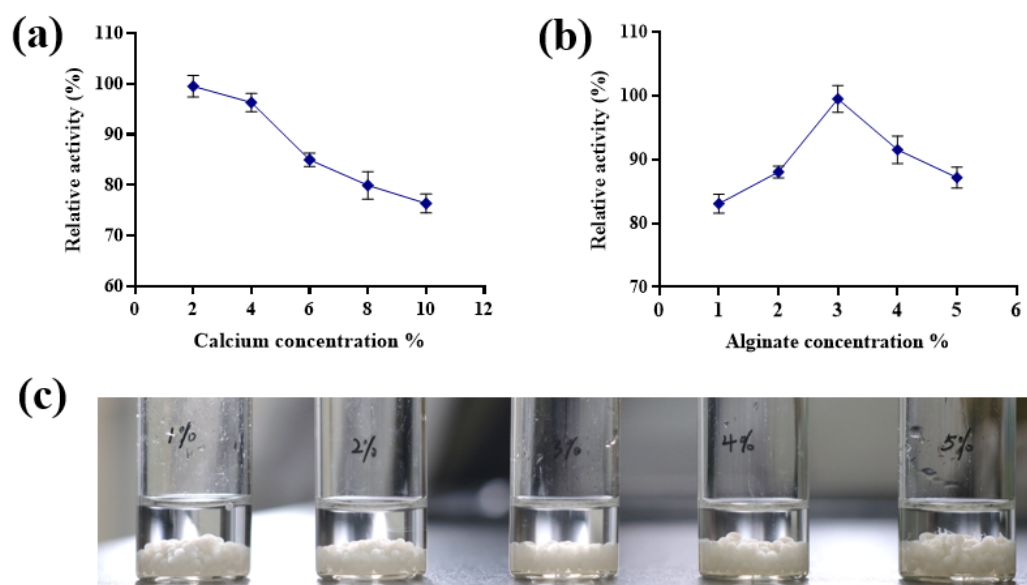 (a)
110
100
90
80
70
60
Relative activity (%)
0 2 4 6 8 10 12
Calcium concentration %
(b)
110
100
90
80
70
Relative activity (%)
0 1 2 3 4 5 6
Alginate concentration %
(c)
1% 2% 3% 4% 5%